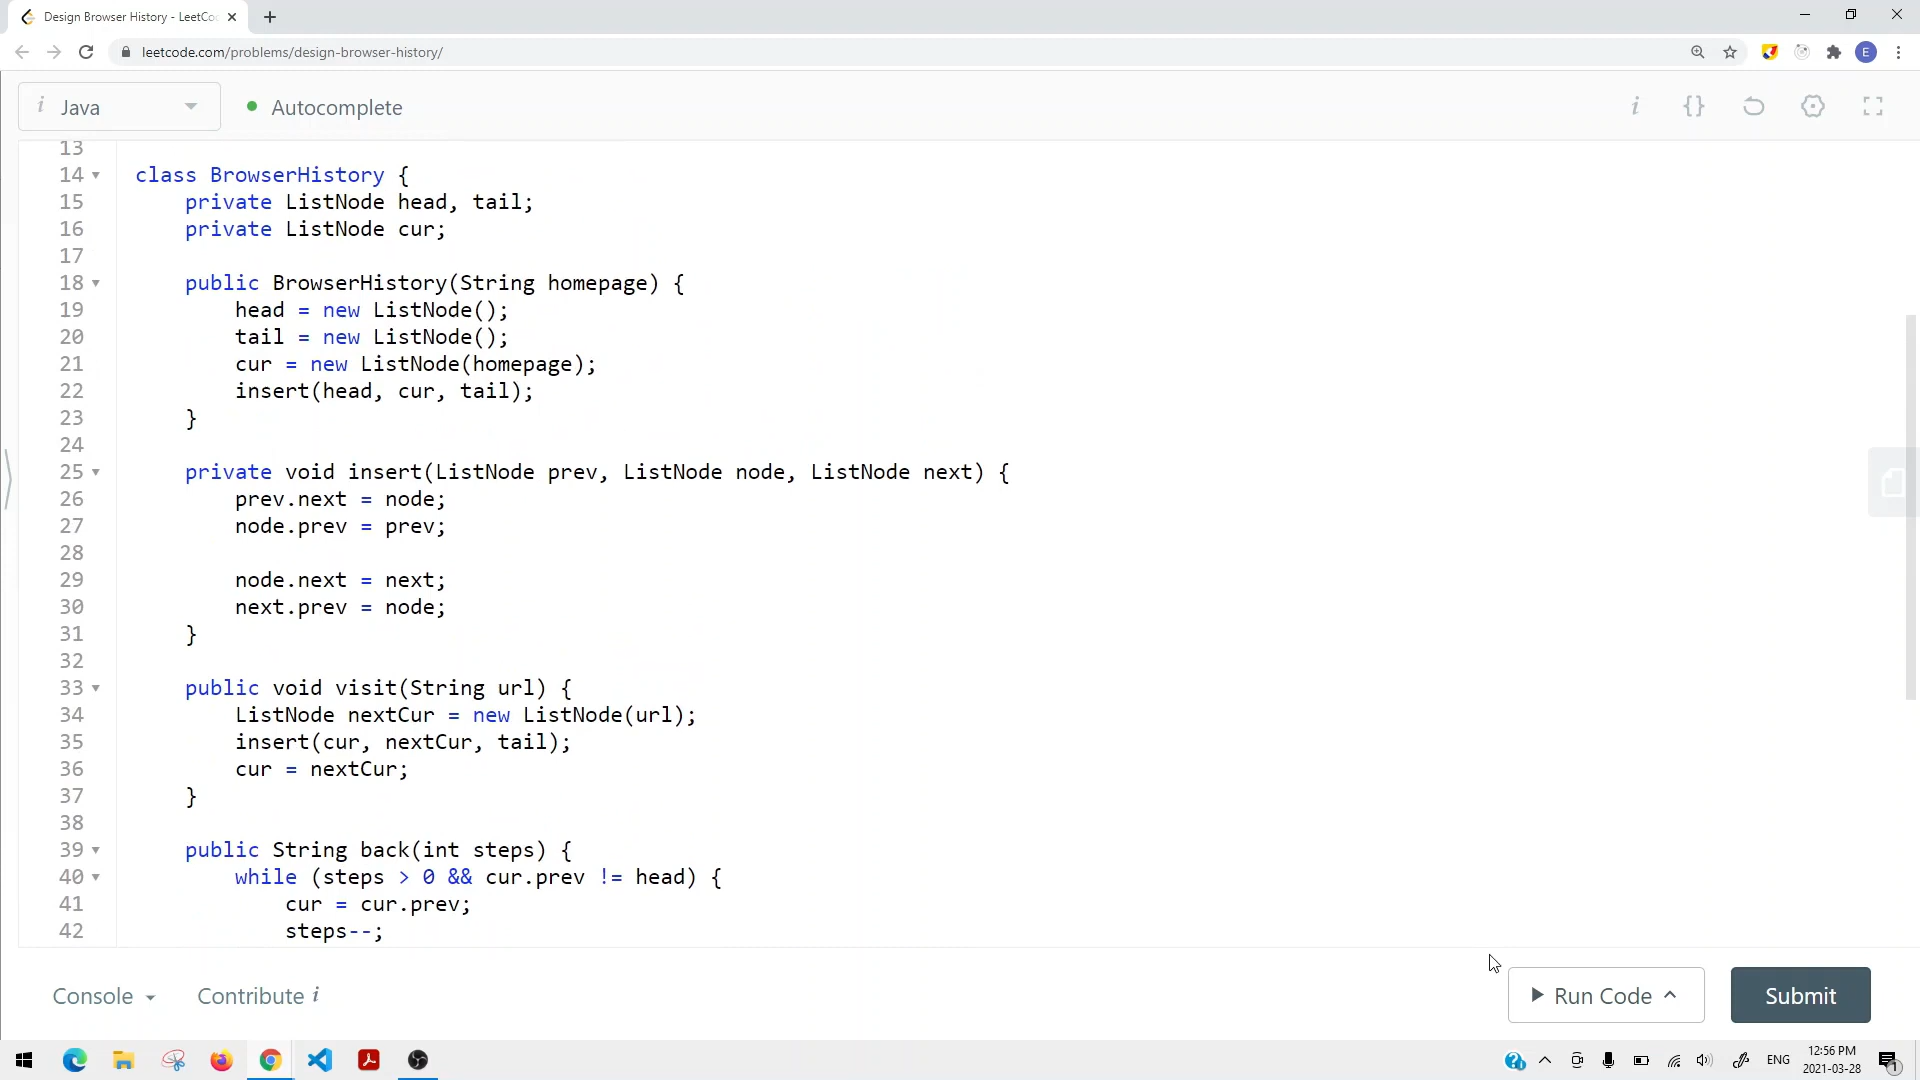 Design Browser History - LeetCo
leetcode.com/problems/design-browser-history/
E
i Java
Autocomplete
i {}
13
14 class BrowserHistory {
15 private ListNode head, tail;
16 private ListNode cur;
17
18 public BrowserHistory(String homepage) {
19 head = new ListNode();
20 tail = new ListNode();
21 cur = new ListNode(homepage);
22 insert(head, cur, tail);
23 }
24
25 private void insert(ListNode prev, ListNode node, ListNode next) {
26 prev.next = node;
27 node.prev = prev;
28
29 node.next = next;
30 next.prev = node;
31 }
32
33 public void visit(String url) {
34 ListNode nextCur = new ListNode(url);
35 insert(cur, nextCur, tail);
36 cur = nextCur;
37 }
38
39 public String back(int steps) {
40 while (steps > 0 && cur.prev != head) {
41 cur = cur.prev;
42 steps--;
Console
Contribute i
Run Code
Submit
ENG
12:56 PM
2021-03-28
1